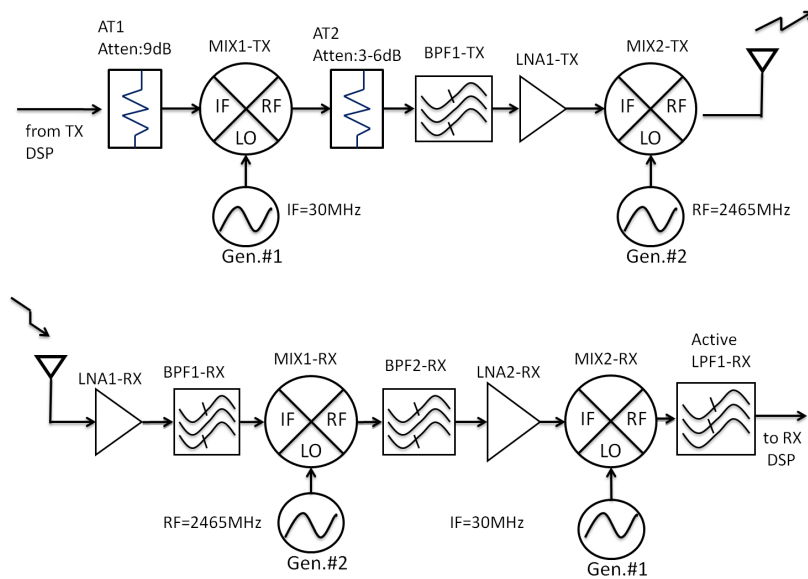 AT1
Atten:9dB
MIX1-TX
AT2
Atten:3-6dB
BPF1-TX
LNA1-TX
MIX2-TX
from TX
DSP
IF
RF
LO
IF
RF
LO
IF=30MHz
Gen.#1
RF=2465MHz
Gen.#2
LNA1-RX
BPF1-RX
MIX1-RX
BPF2-RX
LNA2-RX
MIX2-RX
Active
LPF1-RX
IF
RF
LO
IF
RF
LO
to RX
DSP
RF=2465MHz
Gen.#2
IF=30MHz
Gen.#1